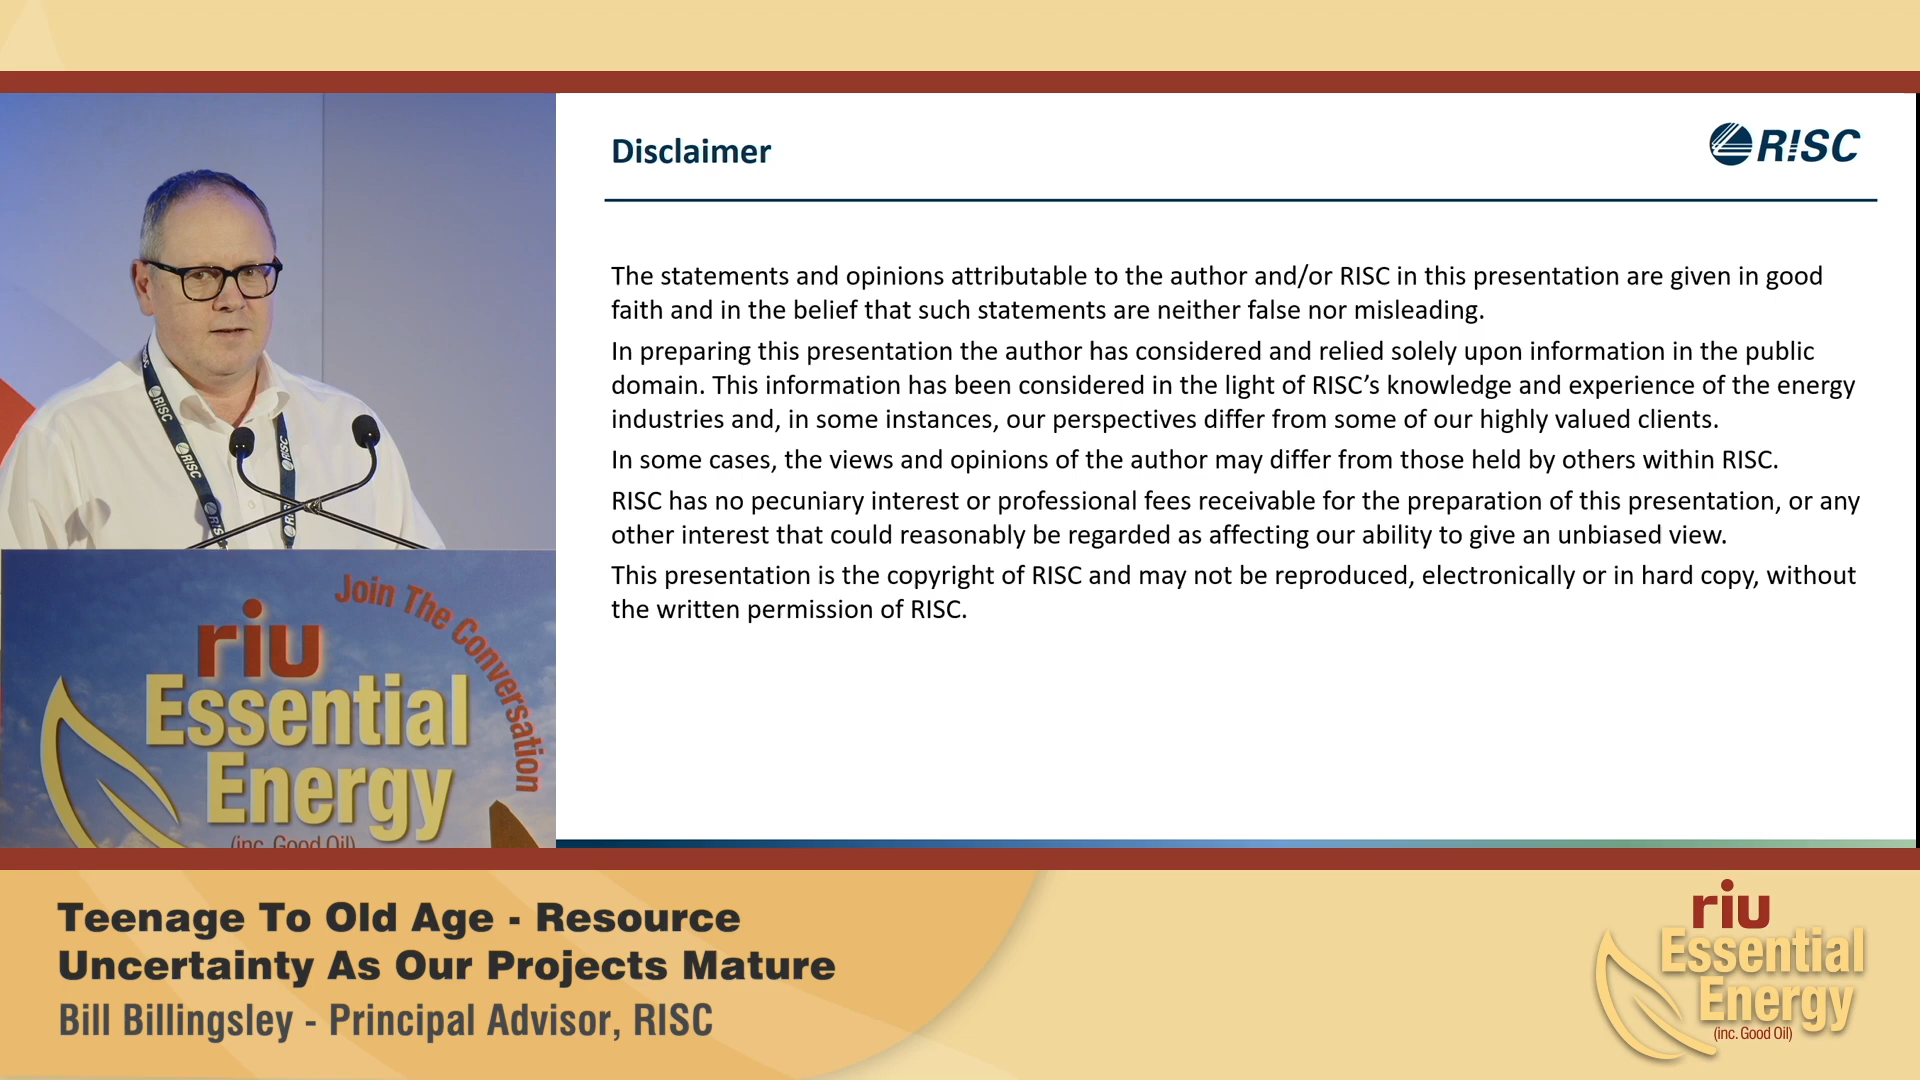 Disclaimer
R!SC
The statements and opinions attributable to the author and/or RISC in this presentation are given in good
faith and in the belief that such statements are neither false nor misleading.
In preparing this presentation the author has considered and relied solely upon information in the public
domain. This information has been considered in the light of RISC’s knowledge and experience of the energy
industries and, in some instances, our perspectives differ from some of our highly valued clients.
In some cases, the views and opinions of the author may differ from those held by others within RISC.
RISC has no pecuniary interest or professional fees receivable for the preparation of this presentation, or any
other interest that could reasonably be regarded as affecting our ability to give an unbiased view.
This presentation is the copyright of RISC and may not be reproduced, electronically or in hard copy, without
the written permission of RISC.
R!SC
R!SC
R!SC
Join The Conversation
riu
Essential
Energy
(inc. Good Oil)
Teenage To Old Age - Resource
Uncertainty As Our Projects Mature
Bill Billingsley - Principal Advisor, RISC
riu
Essential
Energy
(inc. Good Oil)